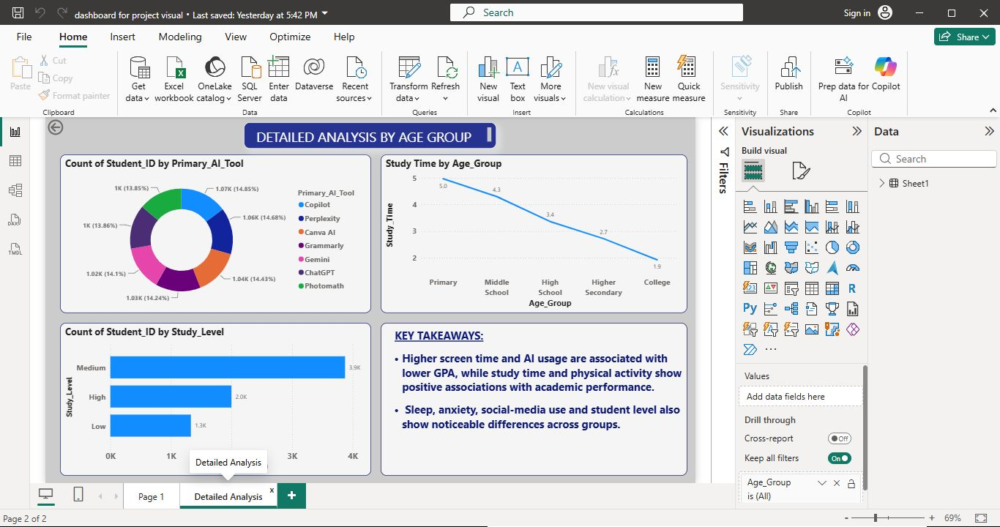 dashboard for project visual • Last saved: Yesterday at 5:42 PM
Search
Sign in
File
Home
Insert
Modeling
View
Optimize
Help
Share
Paste
Cut
Copy
Format painter
Clipboard
Get
data
Excel
workbook
OneLake
catalog
SQL
Server
Enter
data
Dataverse
Recent
sources
Data
Transform
data
Refresh
Queries
New
visual
Text
box
More
visuals
Insert
New visual
calculation
New
measure
Quick
measure
Calculations
Sensitivity
Sensitivity
Publish
Share
Prep data for
AI
Copilot
Copilot
DETAILED ANALYSIS BY AGE GROUP
Count of Student_ID by Primary_AI_Tool
1K (13.85%)
1.07K (14.85%)
1K (13.86%)
1.06K (14.68%)
1.02K (14.1%)
1.04K (14.43%)
1.03K (14.24%)
Primary_AI_Tool
Copilot
Perplexity
Canva AI
Grammarly
Gemini
ChatGPT
Photomath
Study Time by Age_Group
Study_Time
5
4
3
2
5.0
4.3
3.4
2.7
1.9
Primary
Middle
School
High
School
Higher
Secondary
College
Age_Group
Count of Student_ID by Study_Level
Study_Level
Medium
3.9K
High
2.0K
Low
1.3K
0K
1K
3K
4K
Detailed Analysis
KEY TAKEAWAYS:
• Higher screen time and AI usage are associated with
lower GPA, while study time and physical activity show
positive associations with academic performance.
• Sleep, anxiety, social-media use and student level also
show noticeable differences across groups.
Filters
Visualizations
Build visual
123
R
Py
Values
Add data fields here
Drill through
Cross-report
Off
Keep all filters
On
Age_Group
is (All)
Data
Search
Sheet1
DAX
TMDL
Page 1
Detailed Analysis
x
+
Page 2 of 2
-
+
69%